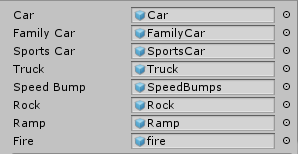 Car Car
Family Car FamilyCar
Sports Car SportsCar
Truck Truck
Speed Bump SpeedBumps
Rock Rock
Ramp Ramp
Fire fire